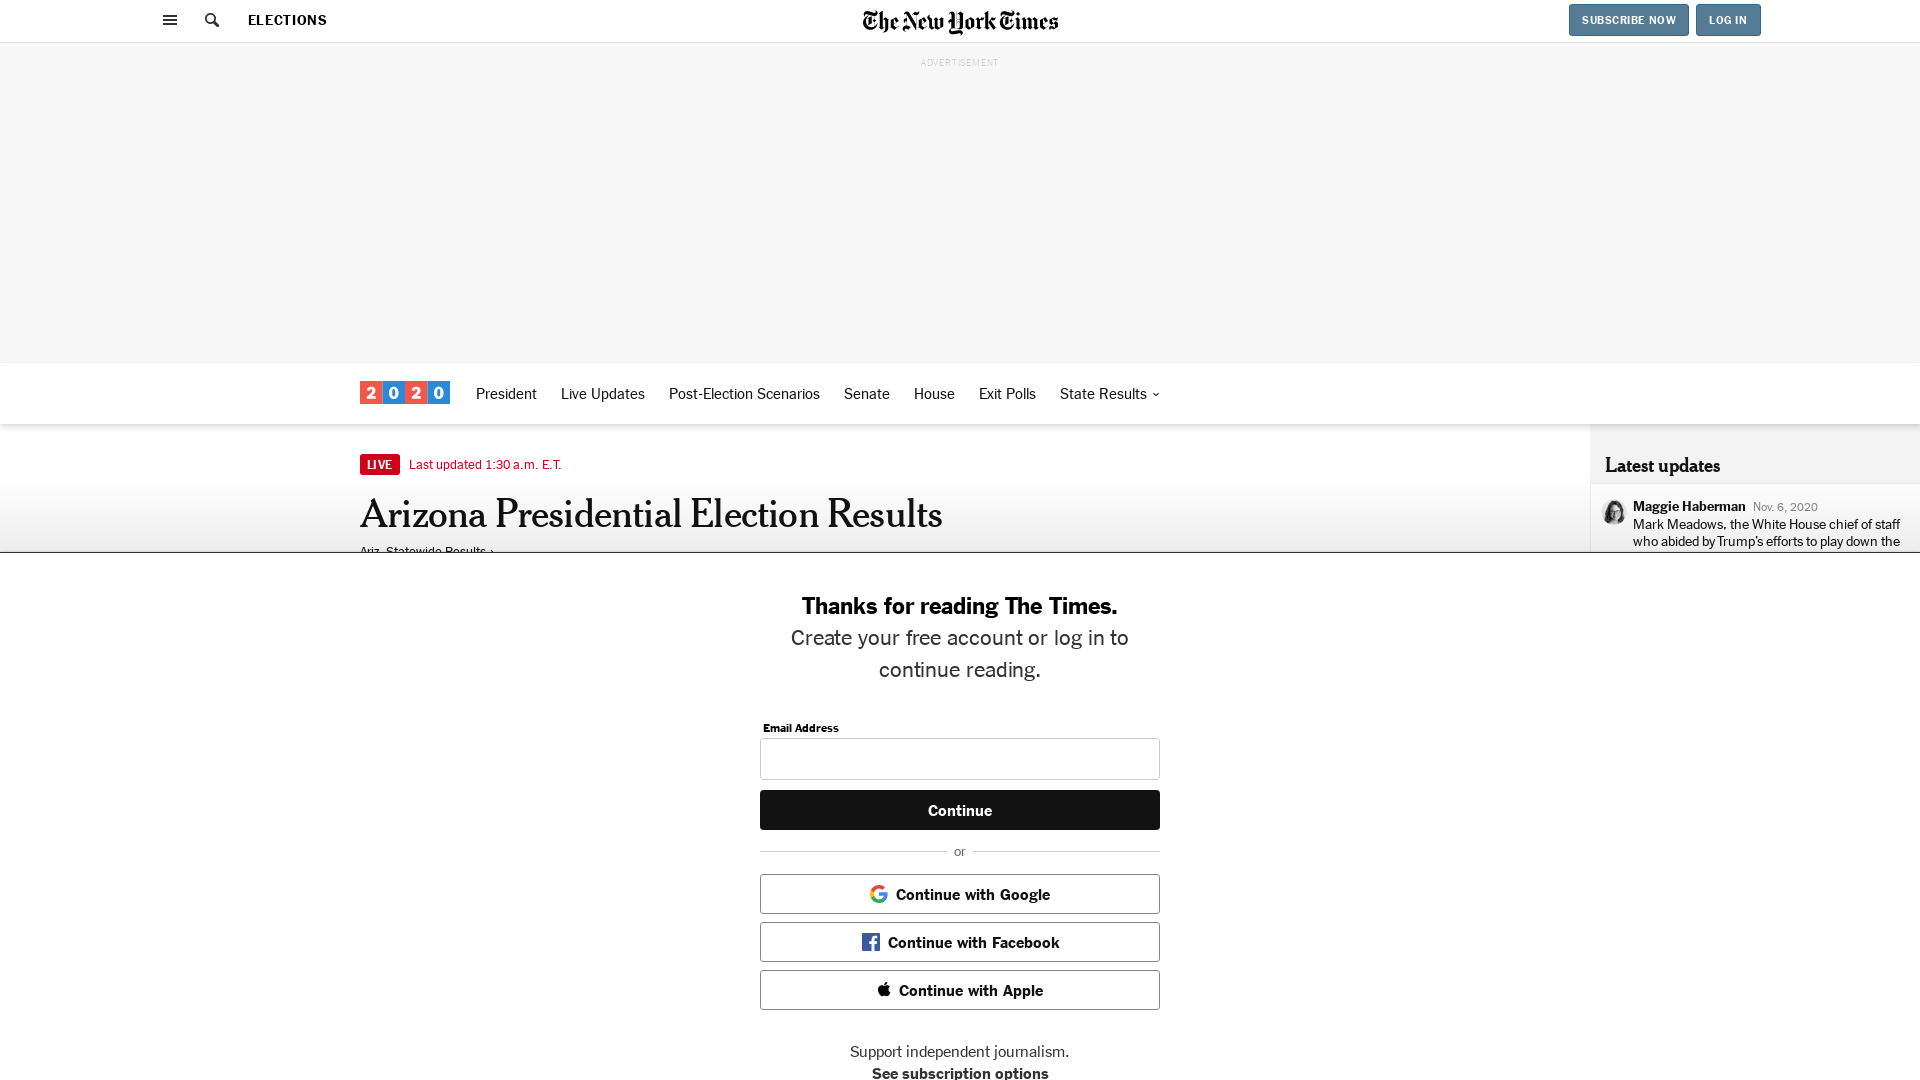 ELECTIONS
The New York Times
SUBSCRIBE NOW
LOG IN
ADVERTISEMENT
2020
President
Live Updates
Post-Election Scenarios
Senate
House
Exit Polls
State Results
LIVE
Last updated 1:30 a.m. E.T.
Arizona Presidential Election Results
Ariz. Statewide Results ›
Latest updates
Maggie Haberman Nov. 6, 2020
Mark Meadows, the White House chief of staff
who abided by Trump’s efforts to play down the
Thanks for reading The Times.
Create your free account or log in to
continue reading.
Email Address
Continue
or
Continue with Google
Continue with Facebook
Continue with Apple
Support independent journalism.
See subscription options